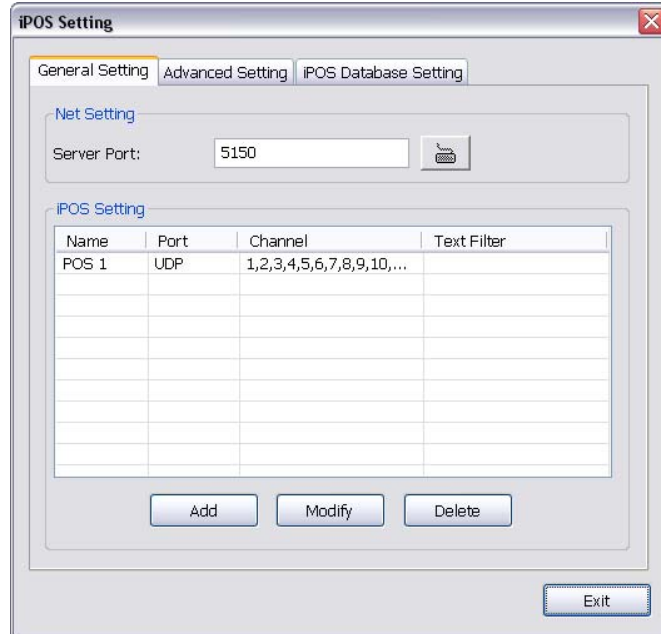 iPOS Setting
General Setting Advanced Setting iPOS Database Setting
Net Setting
Server Port: 5150
iPOS Setting
Name Port Channel Text Filter
POS 1 UDP 1,2,3,4,5,6,7,8,9,10,...
Add Modify Delete
Exit